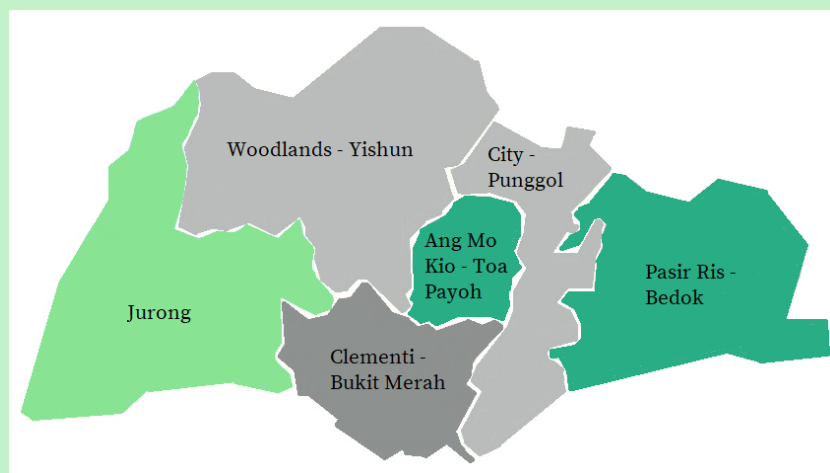 Woodlands - Yishun
City -
Punggol
Ang Mo
Kio - Toa
Payoh
Pasir Ris -
Bedok
Jurong
Clementi -
Bukit Merah